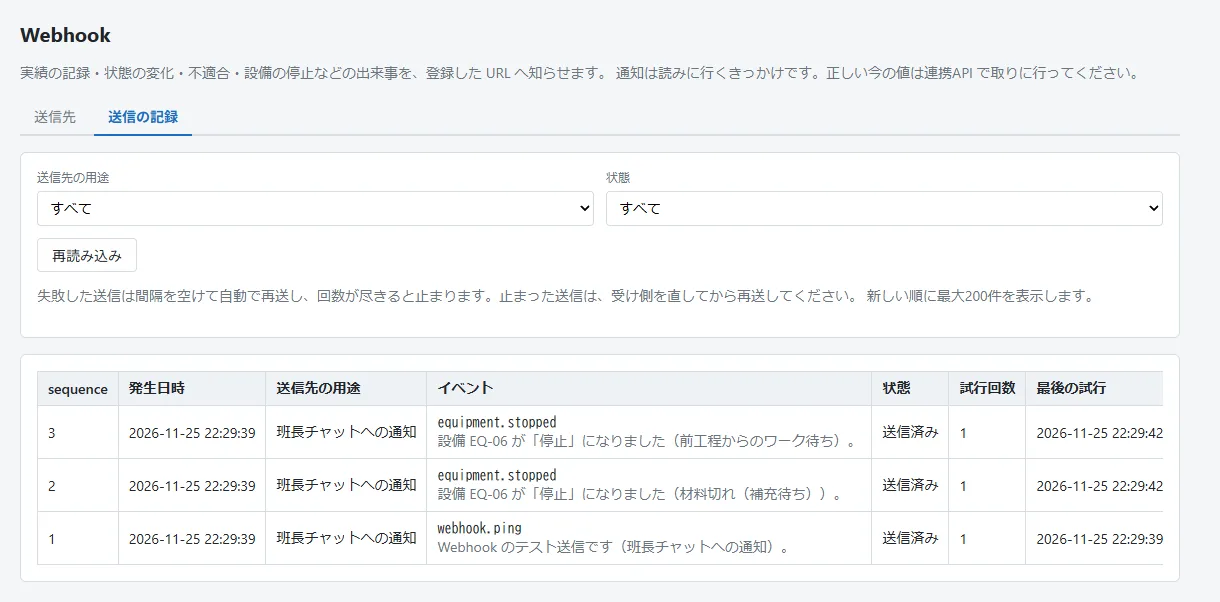 Webhook
実績の記録・状態の変化・不適合・設備の停止などの出来事を、登録した URL へ知らせます。 通知は読みに行くきっかけです。正しい今の値は連携API で取りに行ってください。
送信先 送信の記録
送信先の用途 状態
すべて すべて
再読み込み
失敗した送信は間隔を空けて自動で再送し、回数が尽きると止まります。止まった送信は、受け側を直してから再送してください。 新しい順に最大200件を表示します。
sequence 発生日時 送信先の用途 イベント 状態 試行回数 最後の試行
3 2026-11-25 22:29:39 班長チャットへの通知 equipment.stopped 送信済み 1 2026-11-25 22:29:42
設備 EQ-06 が「停止」になりました（前工程からのワーク待ち）。
2 2026-11-25 22:29:39 班長チャットへの通知 equipment.stopped 送信済み 1 2026-11-25 22:29:42
設備 EQ-06 が「停止」になりました（材料切れ（補充待ち））。
1 2026-11-25 22:29:39 班長チャットへの通知 webhook.ping 送信済み 1 2026-11-25 22:29:39
Webhook のテスト送信です（班長チャットへの通知）。